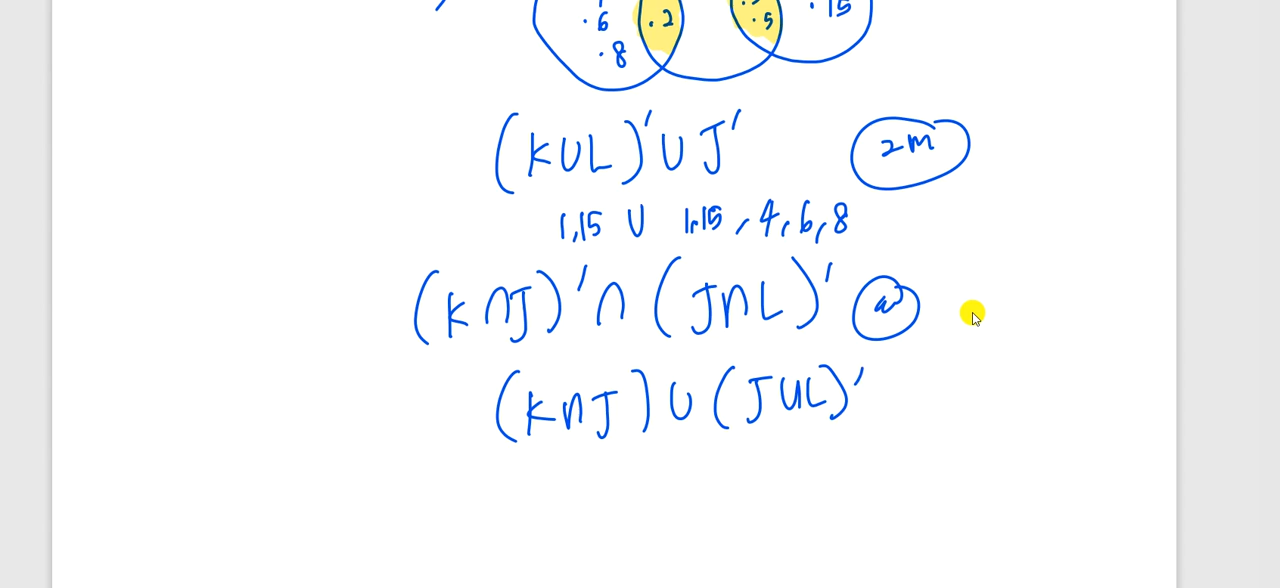 . 6 . 2 . 5 . 15
. 8
(K∪L)′∪J′ 2m
1,15 ∪ 1,15, 4, 6, 8
(K∩J)′∩(J∩L)′
(K∩J)∪(J∪L)′